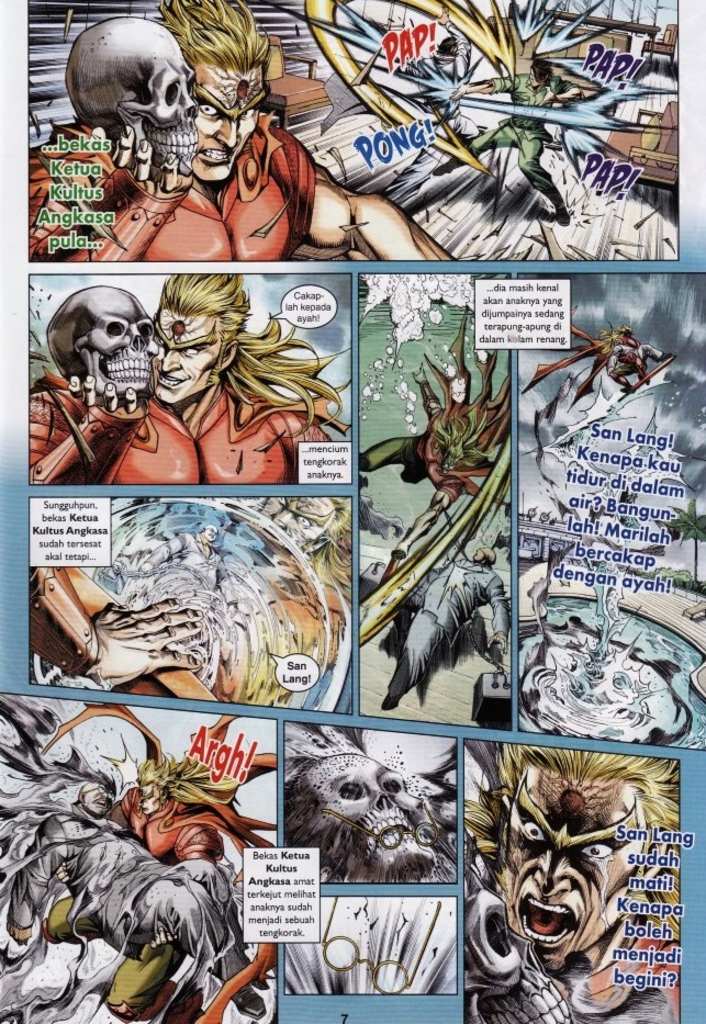 PAP!
PAP!
PONG!
PAP!
...bekas
Ketua
Kultus
Angkasa
pula...
Cakap-
lah kepada
ayah!
...mencium
tengkorak
anaknya.
...dia masih kenal
akan anaknya yang
dijumpainya sedang
terapung-apung di
dalam kolam renang.
San Lang!
Kenapa kau
tidur di dalam
air? Bangun-
lah! Marilah
bercakap
dengan ayah!
Sungguhpun,
bekas Ketua
Kultus Angkasa
sudah tersesat
akal tetapi...
San
Lang!
Argh!
Bekas Ketua
Kultus Angkasa
amat
terkejut melihat
anaknya sudah
menjadi sebuah
tengkorak.
San Lang
sudah
mati!
Kenapa
boleh
menjadi
begini?
7